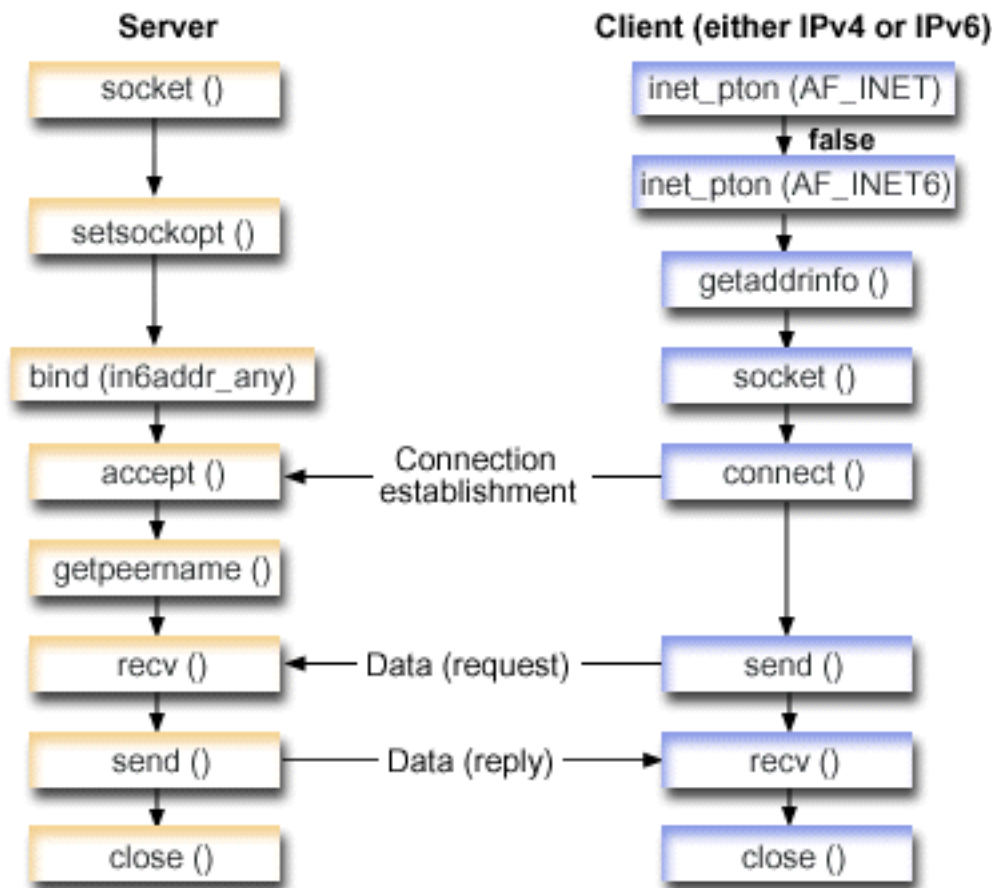 Server
socket ()
setsockopt ()
bind (in6addr_any)
accept ()
getpeername ()
recv ()
send ()
close ()
Connection
establishment
Data (request)
Data (reply)
Client (either IPv4 or IPv6)
inet_pton (AF_INET)
false
inet_pton (AF_INET6)
getaddrinfo ()
socket ()
connect ()
send ()
recv ()
close ()